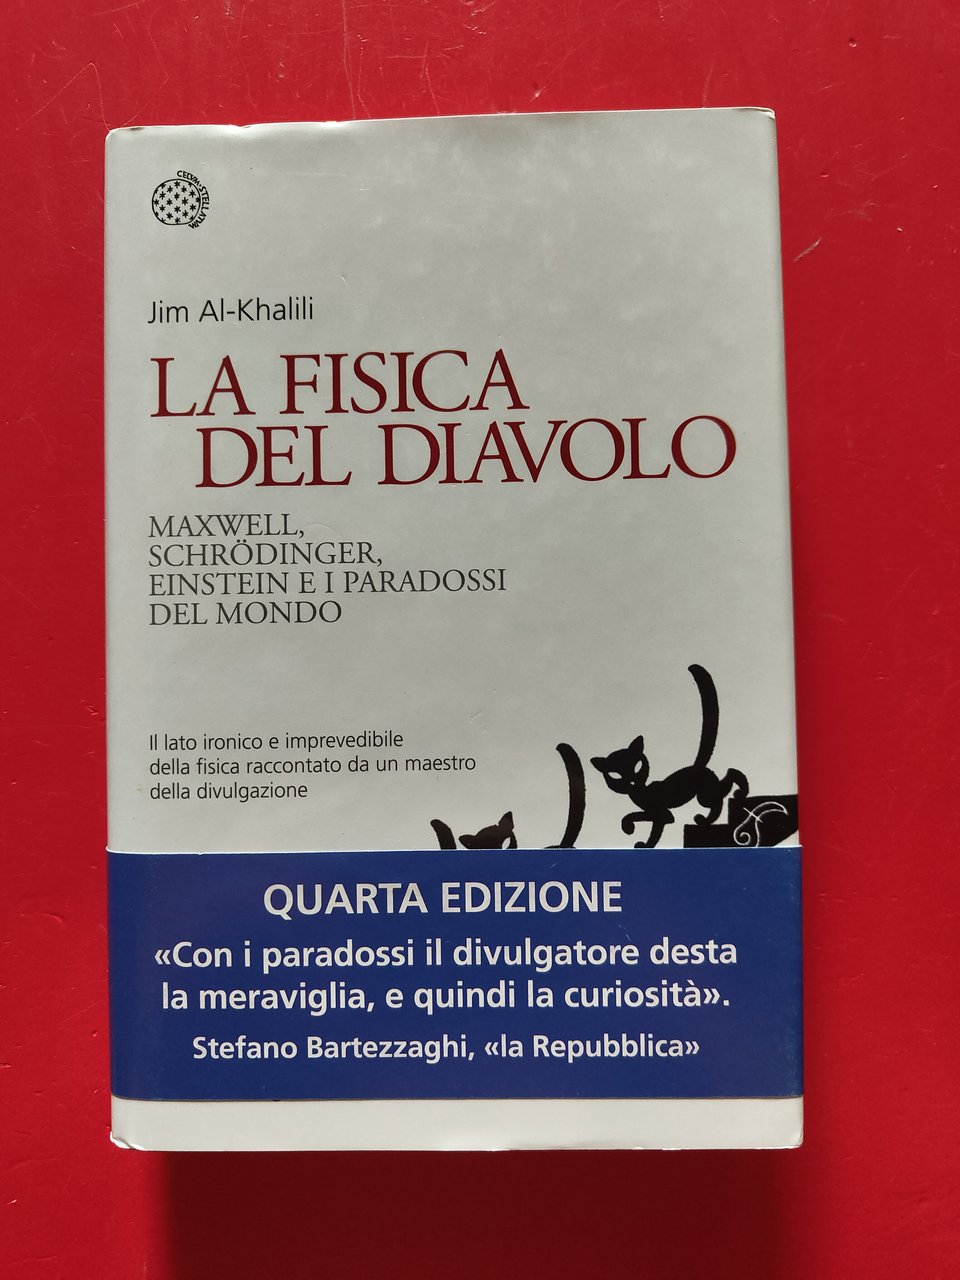 CELVM·STELLATVM
Jim Al-Khalili
LA FISICA
DEL DIAVOLO
MAXWELL,
SCHRÖDINGER,
EINSTEIN E I PARADOSSI
DEL MONDO
Il lato ironico e imprevedibile
della fisica raccontato da un maestro
della divulgazione
QUARTA EDIZIONE
«Con i paradossi il divulgatore desta
la meraviglia, e quindi la curiosità».
Stefano Bartezzaghi, «la Repubblica»